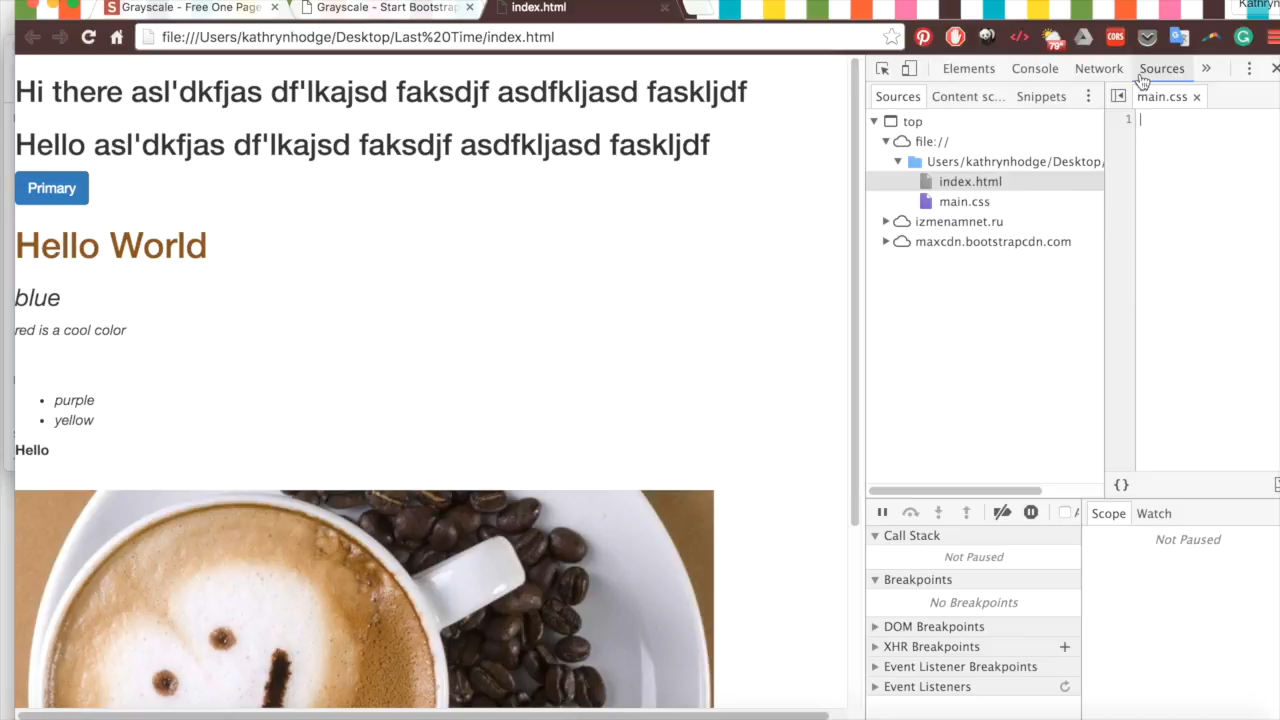 Grayscale - Free One Page
Grayscale - Start Bootstrap
index.html
Kathryn
file:///Users/kathrynhodge/Desktop/Last%20Time/index.html
79°
CORS
Hi there asl'dkfjas df'lkajsd faksdjf asdfkljasd faskljdf
Hello asl'dkfjas df'lkajsd faksdjf asdfkljasd faskljdf
Primary
Hello World
blue
red is a cool color
• purple
• yellow
Hello
Elements Console Network Sources »
Sources Content sc... Snippets
main.css ×
1
top
file://
Users/kathrynhodge/Desktop/
index.html
main.css
izmenamnet.ru
maxcdn.bootstrapcdn.com
{}
Scope Watch
Not Paused
Call Stack
Not Paused
Breakpoints
No Breakpoints
DOM Breakpoints
XHR Breakpoints +
Event Listener Breakpoints
Event Listeners